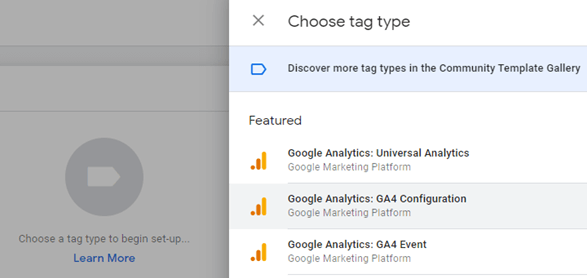 Choose tag type
Discover more tag types in the Community Template Gallery
Featured
Google Analytics: Universal Analytics
Google Marketing Platform
Google Analytics: GA4 Configuration
Google Marketing Platform
Google Analytics: GA4 Event
Google Marketing Platform
Choose a tag type to begin set-up...
Learn More